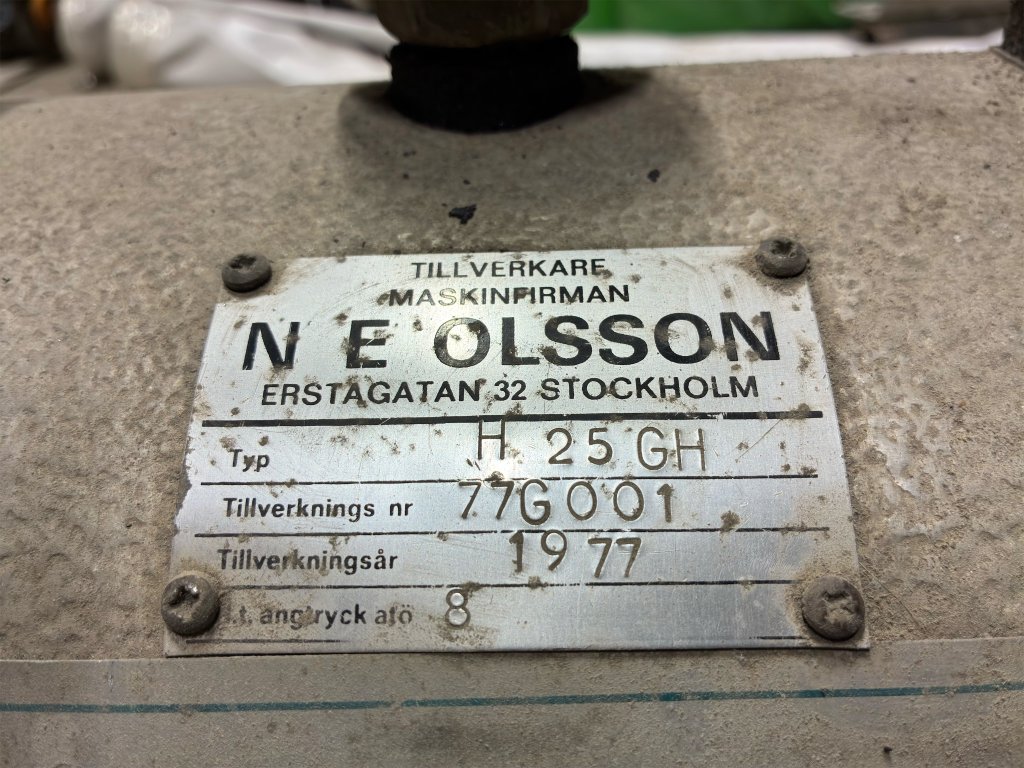 TILLVERKARE
MASKINFIRMAN
N E OLSSON
ERSTAGATAN 32 STOCKHOLM
Typ H 25 GH
Tillverknings nr 77G001
Tillverkningsår 1977
angtryck atö 8